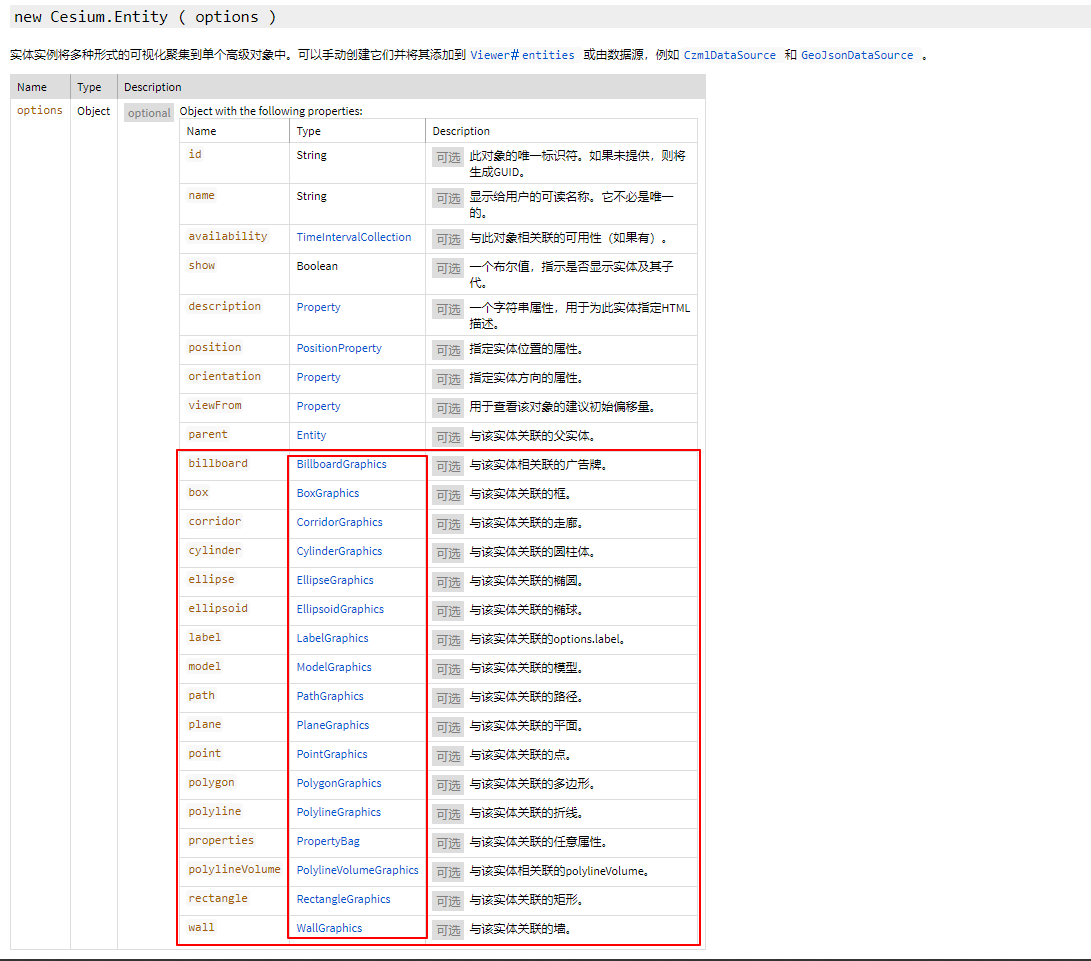 new Cesium.Entity ( options )
实体实例将多种形式的可视化聚集到单个高级对象中。可以手动创建它们并将其添加到 Viewer#entities 或由数据源，例如 CzmlDataSource 和 GeoJsonDataSource 。
Name Type Description
options Object optional Object with the following properties:
Name Type Description
id String 可选 此对象的唯一标识符。如果未提供，则将
生成GUID。
name String 可选 显示给用户的可读名称。它不必是唯一
的。
availability TimeIntervalCollection 可选 与此对象相关联的可用性（如果有）。
show Boolean 可选 一个布尔值，指示是否显示实体及其子
代。
description Property 可选 一个字符串属性，用于为此实体指定HTML
描述。
position PositionProperty 可选 指定实体位置的属性。
orientation Property 可选 指定实体方向的属性。
viewFrom Property 可选 用于查看该对象的建议初始偏移量。
parent Entity 可选 与该实体关联的父实体。
billboard BillboardGraphics 可选 与该实体相关联的广告牌。
box BoxGraphics 可选 与该实体关联的框。
corridor CorridorGraphics 可选 与该实体关联的走廊。
cylinder CylinderGraphics 可选 与该实体关联的圆柱体。
ellipse EllipseGraphics 可选 与该实体关联的椭圆。
ellipsoid EllipsoidGraphics 可选 与该实体关联的椭球。
label LabelGraphics 可选 与该实体关联的options.label。
model ModelGraphics 可选 与该实体关联的模型。
path PathGraphics 可选 与该实体关联的路径。
plane PlaneGraphics 可选 与该实体关联的平面。
point PointGraphics 可选 与该实体关联的点。
polygon PolygonGraphics 可选 与该实体关联的多边形。
polyline PolylineGraphics 可选 与该实体关联的折线。
properties PropertyBag 可选 与该实体关联的任意属性。
polylineVolume PolylineVolumeGraphics 可选 与该实体相关联的polylineVolume。
rectangle RectangleGraphics 可选 与该实体关联的矩形。
wall WallGraphics 可选 与该实体关联的墙。